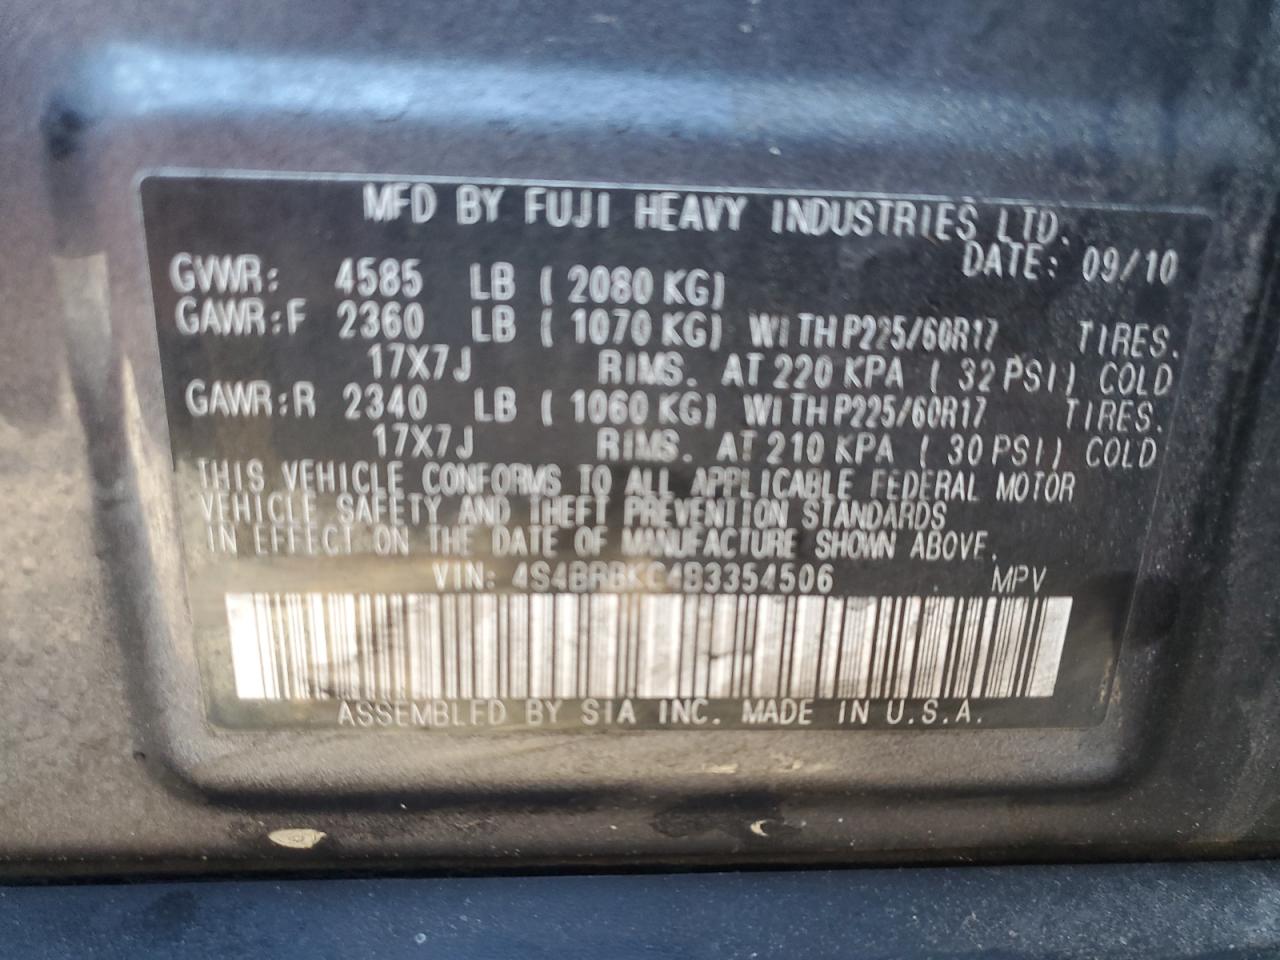 MFD BY FUJI HEAVY INDUSTRIES LTD.
DATE: 09/10
GVWR: 4585 LB ( 2080 KG)
GAWR:F 2360 LB ( 1070 KG) WITH P225/60R17 TIRES.
17X7J RIMS. AT 220 KPA ( 32 PSI) COLD
GAWR:R 2340 LB ( 1060 KG) WITH P225/60R17 TIRES.
17X7J RIMS. AT 210 KPA ( 30 PSI) COLD
THIS VEHICLE CONFORMS TO ALL APPLICABLE FEDERAL MOTOR
VEHICLE SAFETY AND THEFT PREVENTION STANDARDS
IN EFFECT ON THE DATE OF MANUFACTURE SHOWN ABOVE.
VIN: 4S4BRBKC4B3354506 MPV
ASSEMBLED BY SIA INC. MADE IN U.S.A.